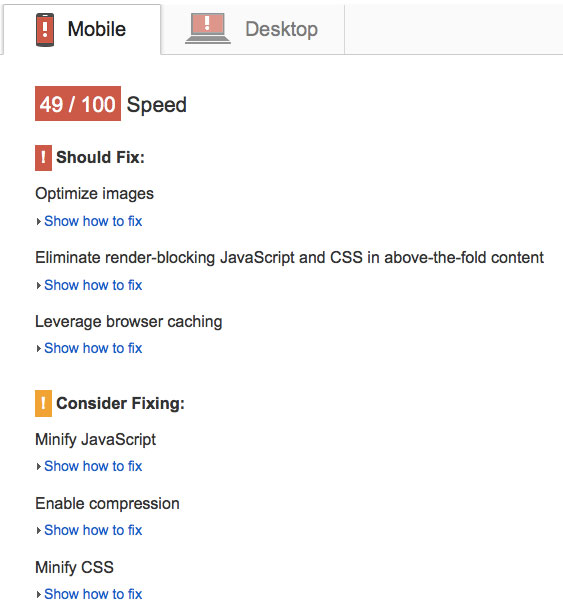 Mobile
Desktop
49 / 100 Speed
! Should Fix:
Optimize images
Show how to fix
Eliminate render-blocking JavaScript and CSS in above-the-fold content
Show how to fix
Leverage browser caching
Show how to fix
! Consider Fixing:
Minify JavaScript
Show how to fix
Enable compression
Show how to fix
Minify CSS
Show how to fix